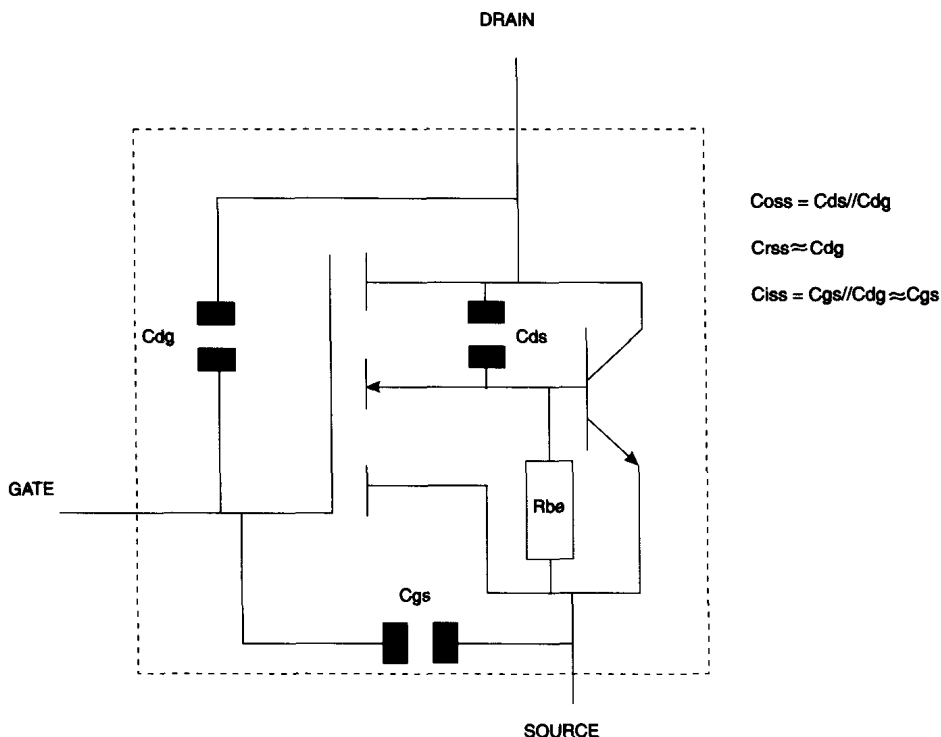 DRAIN
Coss = Cds//Cdg
Crss≈Cdg
Ciss = Cgs//Cdg≈Cgs
Cdg
Cds
GATE
Rbe
Cgs
SOURCE